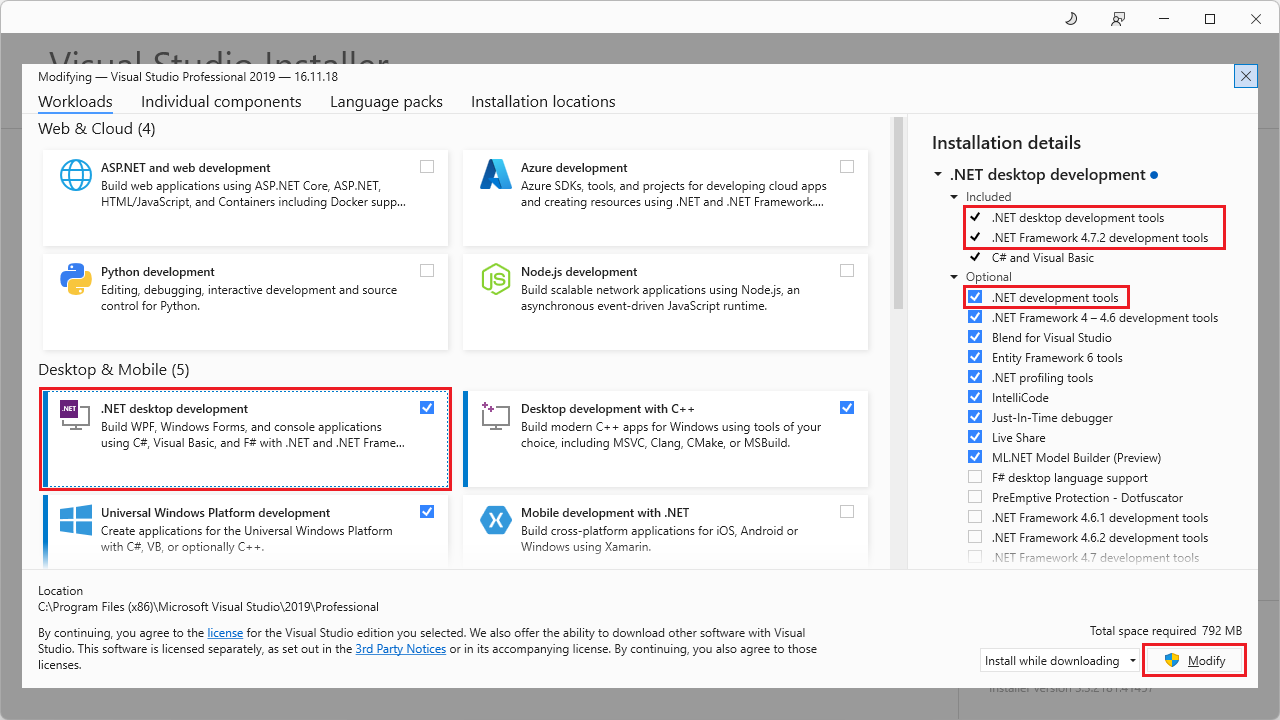 Visual Studio Installer
Modifying — Visual Studio Professional 2019 — 16.11.18
Workloads
Individual components
Language packs
Installation locations
Web & Cloud (4)
ASP.NET and web development
Build web applications using ASP.NET Core, ASP.NET,
HTML/JavaScript, and Containers including Docker supp...
Azure development
Azure SDKs, tools, and projects for developing cloud apps
and creating resources using .NET and .NET Framework....
Python development
Editing, debugging, interactive development and source
control for Python.
Node.js development
Build scalable network applications using Node.js, an
asynchronous event-driven JavaScript runtime.
Desktop & Mobile (5)
.NET
.NET desktop development
Build WPF, Windows Forms, and console applications
using C#, Visual Basic, and F# with .NET and .NET Frame...
Desktop development with C++
Build modern C++ apps for Windows using tools of your
choice, including MSVC, Clang, CMake, or MSBuild.
Universal Windows Platform development
Create applications for the Universal Windows Platform
with C#, VB, or optionally C++.
Mobile development with .NET
Build cross-platform applications for iOS, Android or
Windows using Xamarin.
Installation details
.NET desktop development
Included
.NET desktop development tools
.NET Framework 4.7.2 development tools
C# and Visual Basic
Optional
.NET development tools
.NET Framework 4 – 4.6 development tools
Blend for Visual Studio
Entity Framework 6 tools
.NET profiling tools
IntelliCode
Just-In-Time debugger
Live Share
ML.NET Model Builder (Preview)
F# desktop language support
PreEmptive Protection - Dotfuscator
.NET Framework 4.6.1 development tools
.NET Framework 4.6.2 development tools
.NET Framework 4.7 development tools
Location
C:\Program Files (x86)\Microsoft Visual Studio\2019\Professional
By continuing, you agree to the license for the Visual Studio edition you selected. We also offer the ability to download other software with Visual
Studio. This software is licensed separately, as set out in the 3rd Party Notices or in its accompanying license. By continuing, you also agree to those
licenses.
Total space required 792 MB
Install while downloading
Modify
Installer version